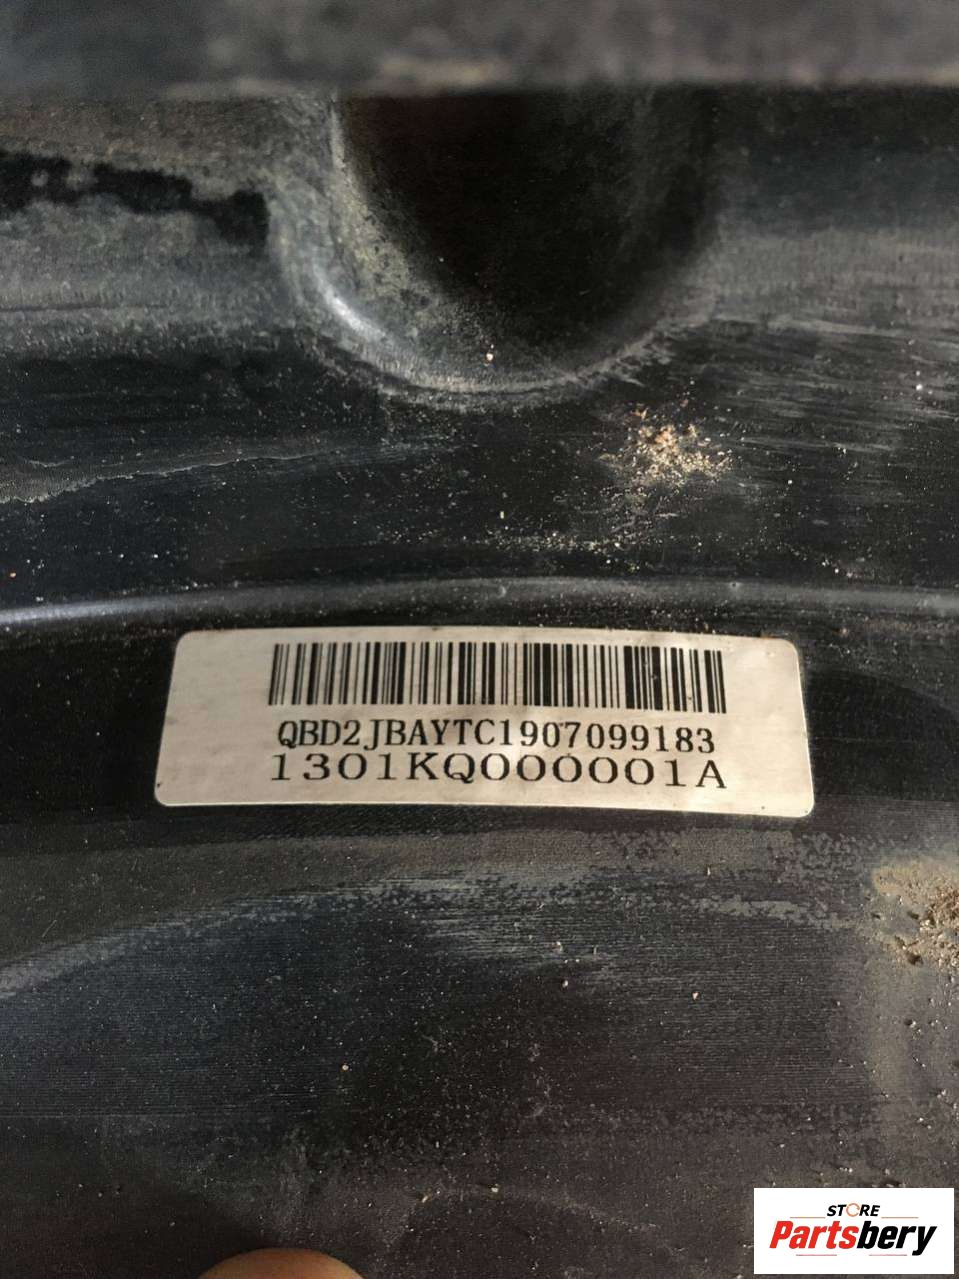 QBD2JBAYTC1907099183
1301KQ000001A
STORE
Partsbery